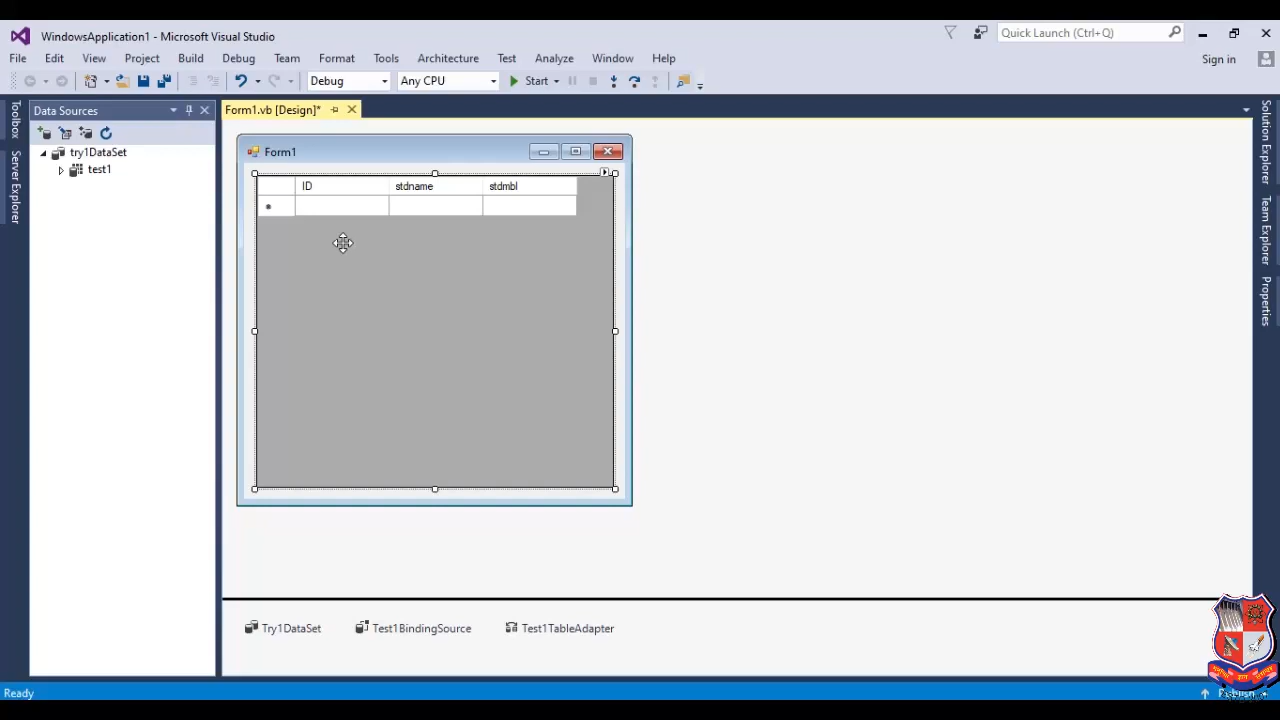 WindowsApplication1 - Microsoft Visual Studio
Quick Launch (Ctrl+Q)
File Edit View Project Build Debug Team Format Tools Architecture Test Analyze Window Help
Sign in
Debug Any CPU Start
Toolbox
Server Explorer
Data Sources
try1DataSet
test1
Form1.vb [Design]*
Form1
ID stdname stdmbl
Solution Explorer
Team Explorer
Properties
Try1DataSet Test1BindingSource Test1TableAdapter
Ready